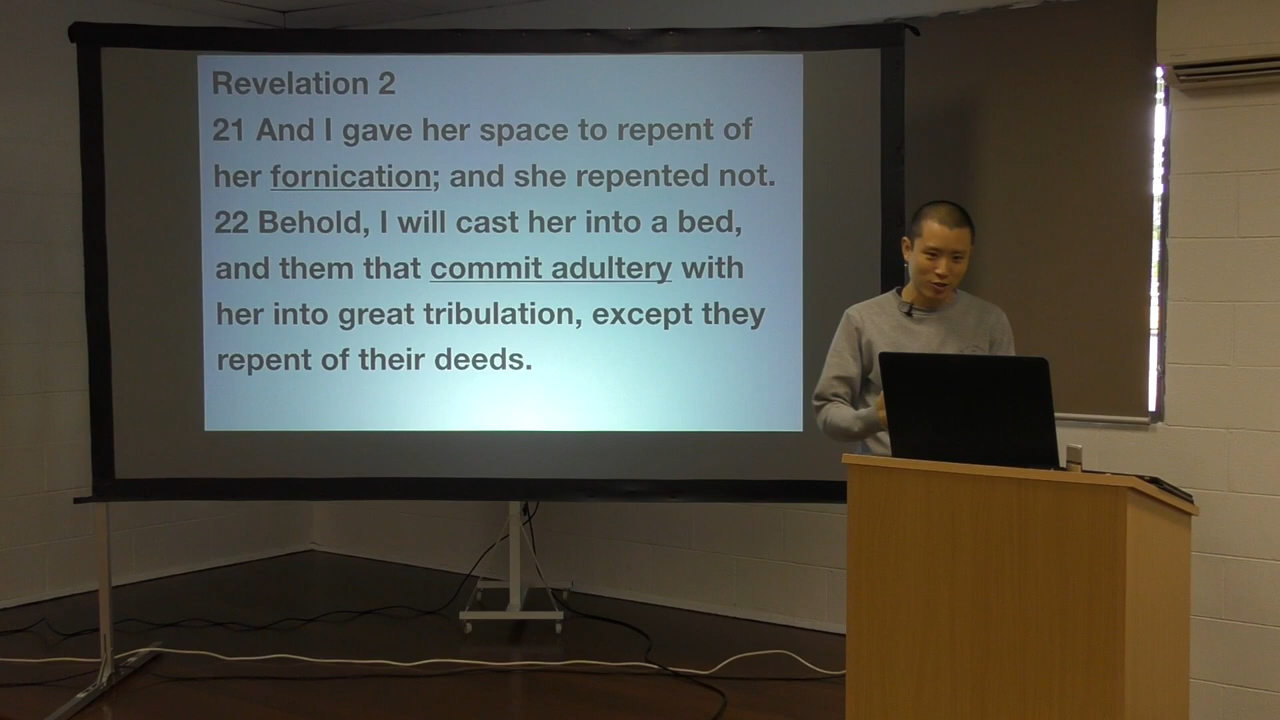 Revelation 2
21 And I gave her space to repent of
her fornication; and she repented not.
22 Behold, I will cast her into a bed,
and them that commit adultery with
her into great tribulation, except they
repent of their deeds.